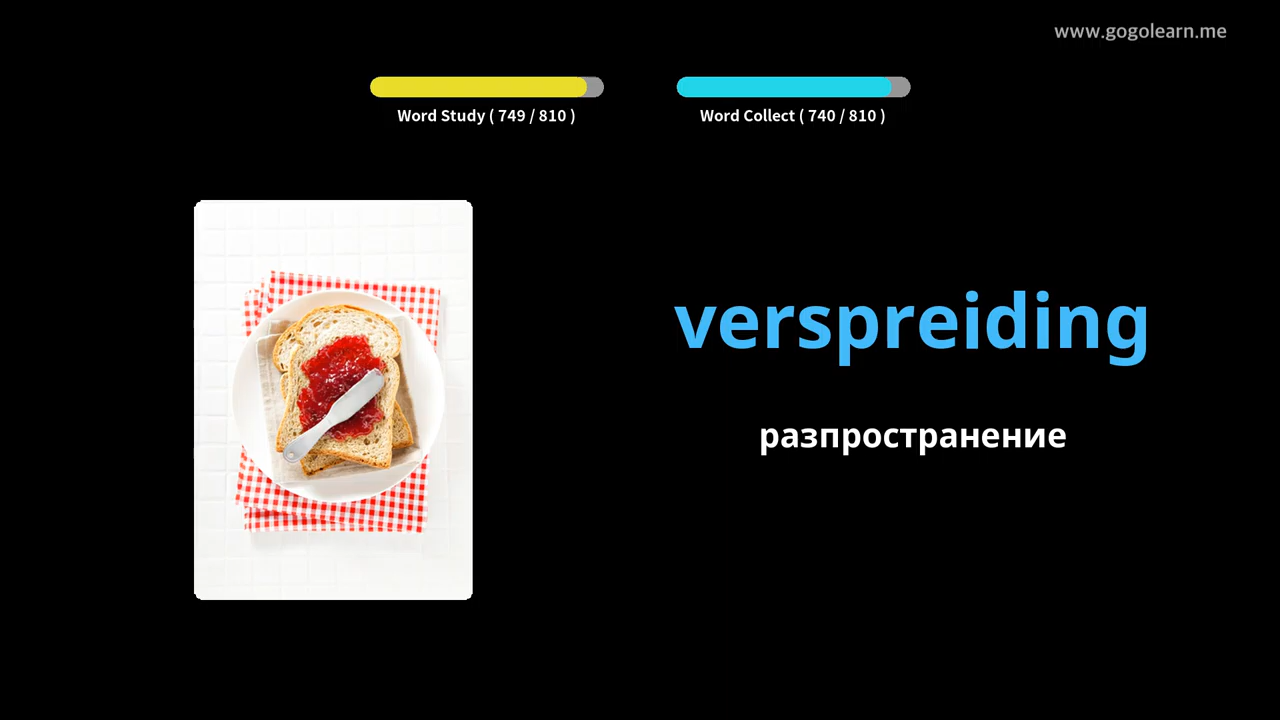 www.gogolearn.me
Word Study ( 749 / 810 )
Word Collect ( 740 / 810 )
verspreiding
разпространение